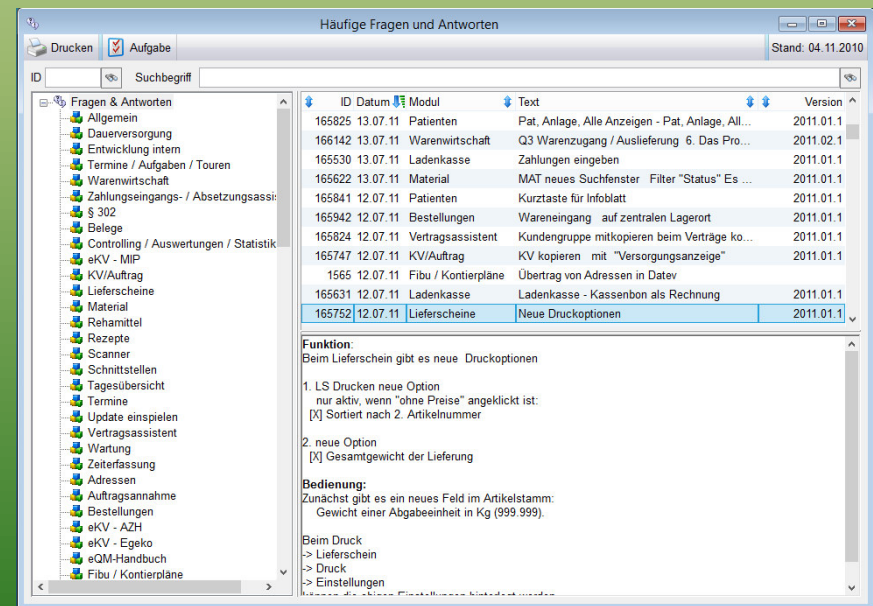 Häufige Fragen und Antworten
Drucken Aufgabe Stand: 04.11.2010
ID Suchbegriff
Fragen & Antworten
Allgemein
Dauerversorgung
Entwicklung intern
Termine / Aufgaben / Touren
Warenwirtschaft
Zahlungseingangs- / Absetzungsassi
§ 302
Belege
Controlling / Auswertungen / Statistik
eKV - MIP
KV/Auftrag
Lieferscheine
Material
Rehamittel
Rezepte
Scanner
Schnittstellen
Tagesübersicht
Termine
Update einspielen
Vertragsassistent
Wartung
Zeiterfassung
Adressen
Auftragsannahme
Bestellungen
eKV - AZH
eKV - Egeko
eQM-Handbuch
Fibu / Kontierpläne
ID Datum Modul Text Version
165825 13.07.11 Patienten Pat, Anlage, Alle Anzeigen - Pat, Anlage, All... 2011.01.1
166142 13.07.11 Warenwirtschaft Q3 Warenzugang / Auslieferung 6. Das Pro... 2011.02.1
165530 13.07.11 Ladenkasse Zahlungen eingeben 2011.01.1
165622 13.07.11 Material MAT neues Suchfenster Filter "Status" Es ... 2011.01.1
165841 12.07.11 Patienten Kurztaste für Infoblatt 2011.01.1
165942 12.07.11 Bestellungen Wareneingang auf zentralen Lagerort 2011.01.1
165824 12.07.11 Vertragsassistent Kundengruppe mitkopieren beim Verträge ko... 2011.01.1
165747 12.07.11 KV/Auftrag KV kopieren mit "Versorgungsanzeige" 2011.01.1
1565 12.07.11 Fibu / Kontierpläne Übertrag von Adressen in Datev
165631 12.07.11 Ladenkasse Ladenkasse - Kassenbon als Rechnung 2011.01.1
165752 12.07.11 Lieferscheine Neue Druckoptionen 2011.01.1
Funktion:
Beim Lieferschein gibt es neue Druckoptionen
1. LS Drucken neue Option
nur aktiv, wenn "ohne Preise" angeklickt ist:
[X] Sortiert nach 2. Artikelnummer
2. neue Option
[X] Gesamtgewicht der Lieferung
Bedienung:
Zunächst gibt es ein neues Feld im Artikelstamm:
Gewicht einer Abgabeeinheit in Kg (999.999).
Beim Druck
-> Lieferschein
-> Druck
-> Einstellungen